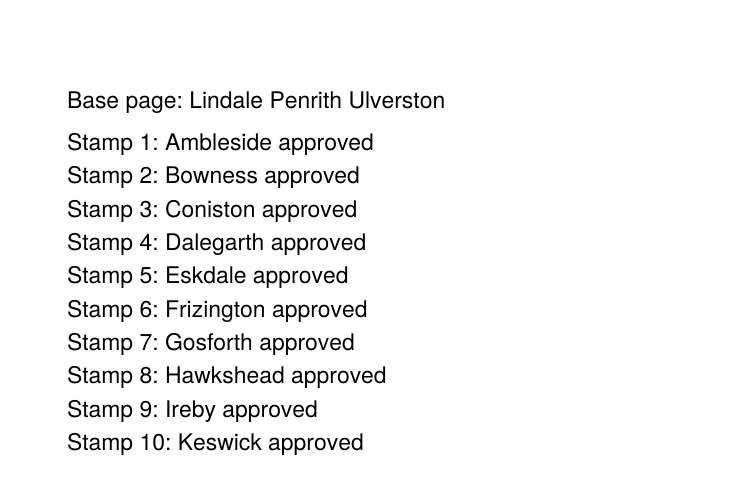 Base page: Lindale Penrith Ulverston
Stamp 1: Ambleside approved
Stamp 2: Bowness approved
Stamp 3: Coniston approved
Stamp 4: Dalegarth approved
Stamp 5: Eskdale approved
Stamp 6: Frizington approved
Stamp 7: Gosforth approved
Stamp 8: Hawkshead approved
Stamp 9: Ireby approved
Stamp 10: Keswick approved